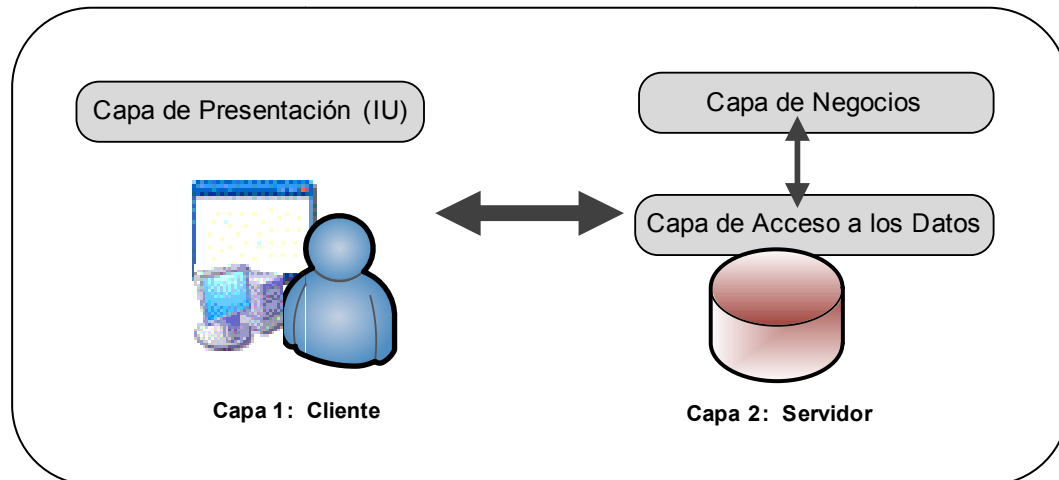 Capa de Presentación (IU)
Capa de Negocios
Capa de Acceso a los Datos
Capa 1: Cliente
Capa 2: Servidor